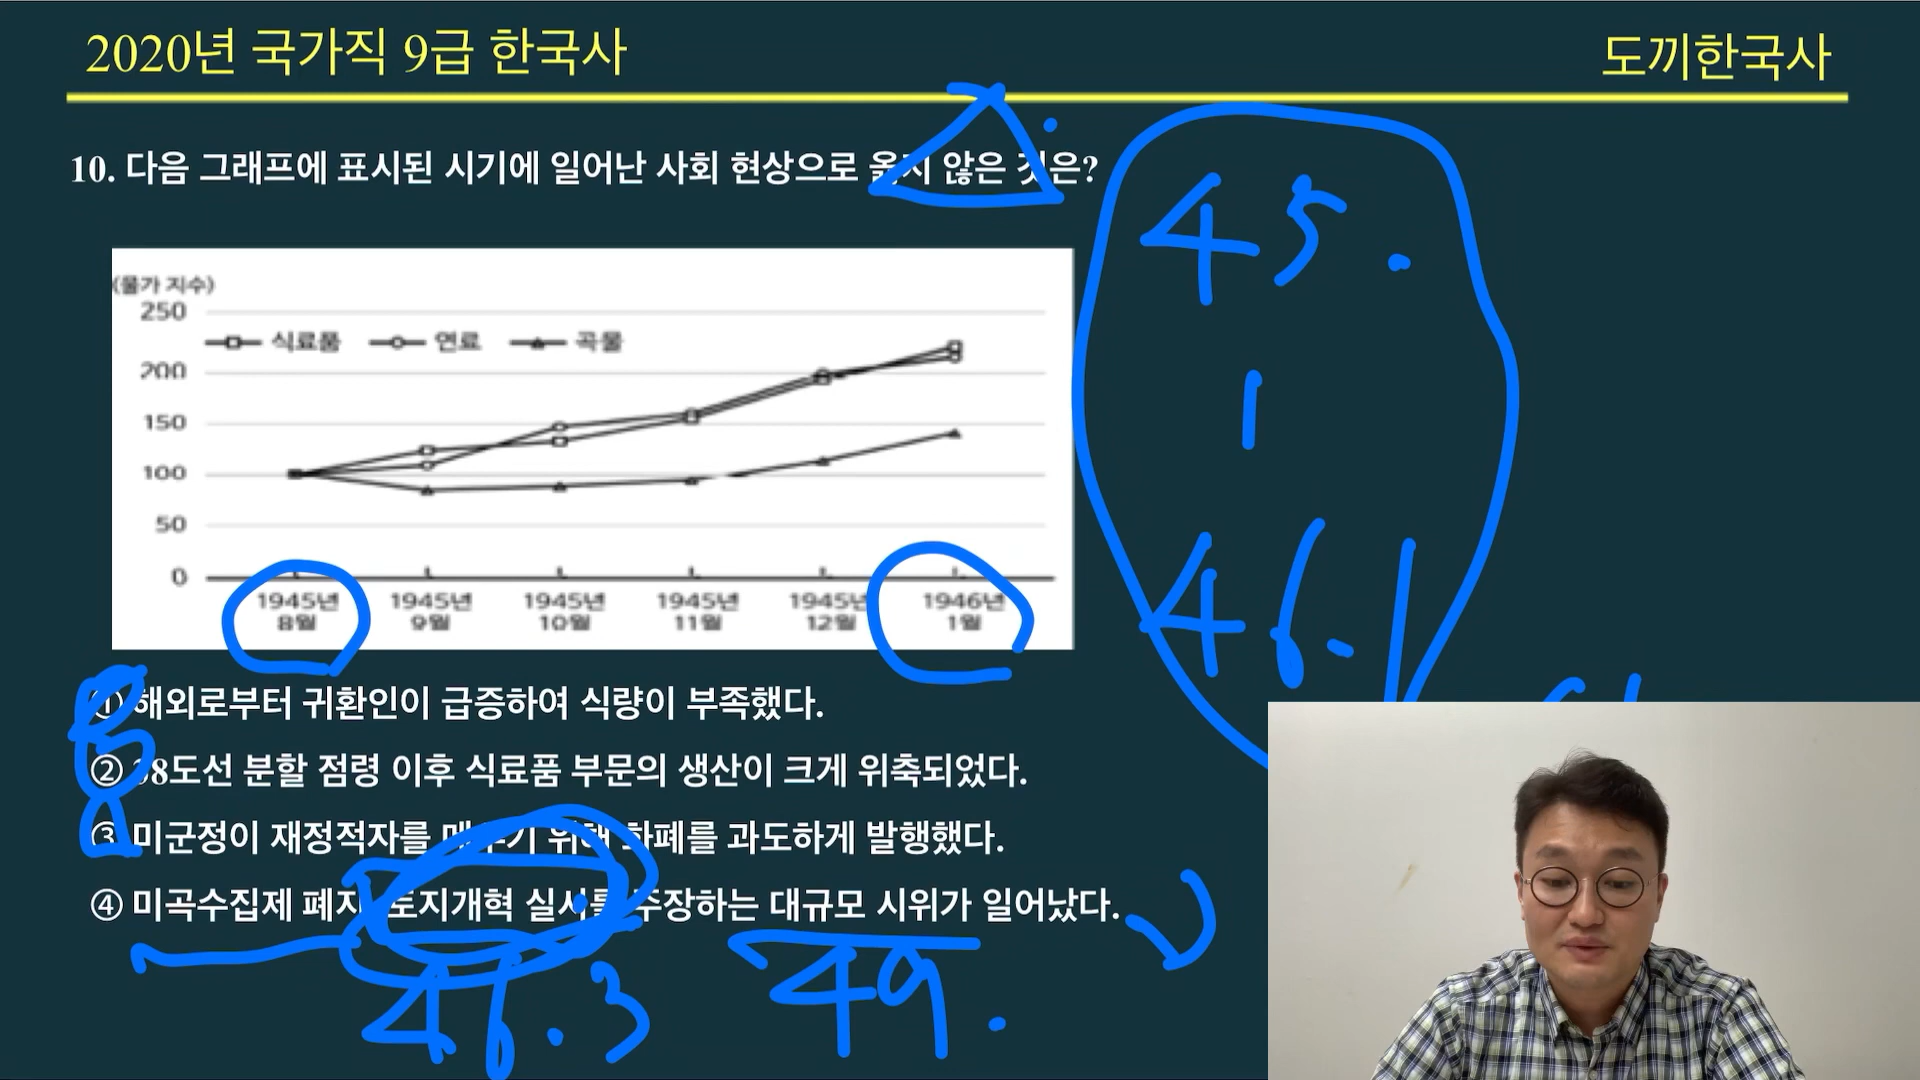 2020년 국가직 9급 한국사
도끼한국사
10. 다음 그래프에 표시된 시기에 일어난 사회 현상으로 옳지 않은 것은?
(물가 지수)
250
식료품 연료 곡물
200
150
100
50
0
1945년 8월
1945년 9월
1945년 10월
1945년 11월
1945년 12월
1946년 1월
① 해외로부터 귀환인이 급증하여 식량이 부족했다.
② 38도선 분할 점령 이후 식료품 부문의 생산이 크게 위축되었다.
③ 미군정이 재정적자를 메우기 위해 화폐를 과도하게 발행했다.
④ 미곡수집제 폐지, 토지개혁 실시를 주장하는 대규모 시위가 일어났다.
45.
46.1
46.3
49.